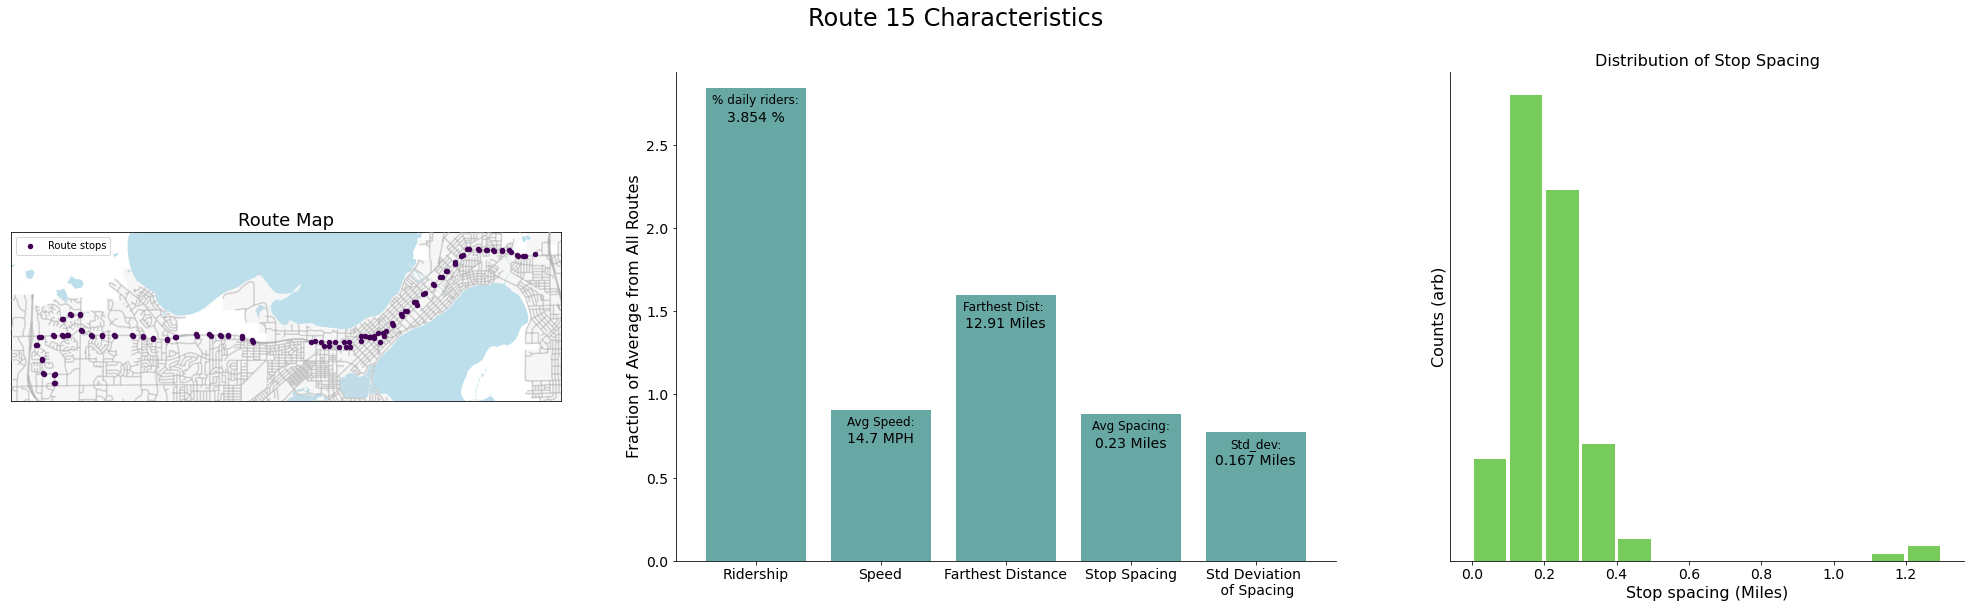 Route 15 Characteristics
Route Map
Route stops
Fraction of Average from All Routes
2.5
2.0
1.5
1.0
0.5
0.0
% daily riders:
3.854 %
Avg Speed:
14.7 MPH
Farthest Dist:
12.91 Miles
Avg Spacing:
0.23 Miles
Std_dev:
0.167 Miles
Ridership
Speed
Farthest Distance
Stop Spacing
Std Deviation
of Spacing
Distribution of Stop Spacing
Counts (arb)
0.0
0.2
0.4
0.6
0.8
1.0
1.2
Stop spacing (Miles)